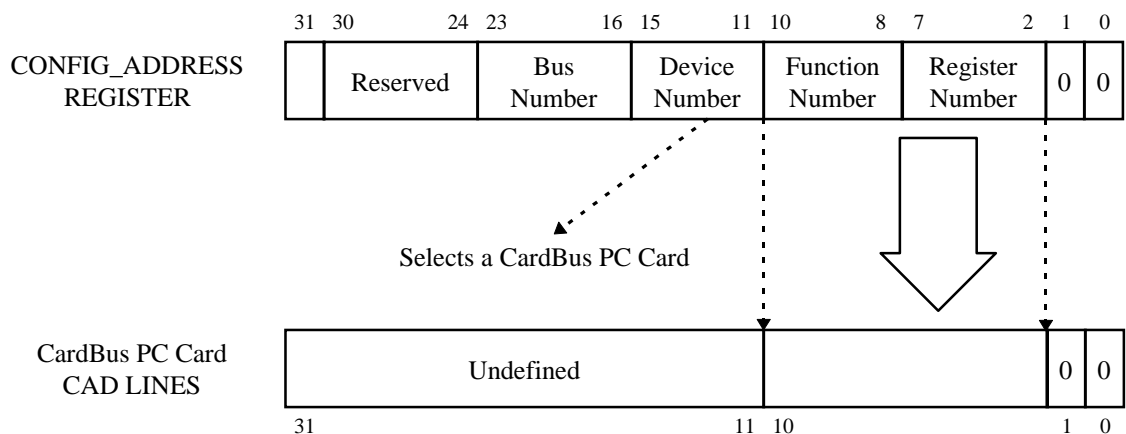 31 30 24 23 16 15 11 10 8 7 2 1 0
CONFIG_ADDRESS
REGISTER
Reserved
Bus
Number
Device
Number
Function
Number
Register
Number
0 0
Selects a CardBus PC Card
CardBus PC Card
CAD LINES
Undefined
0 0
31 11 10 1 0